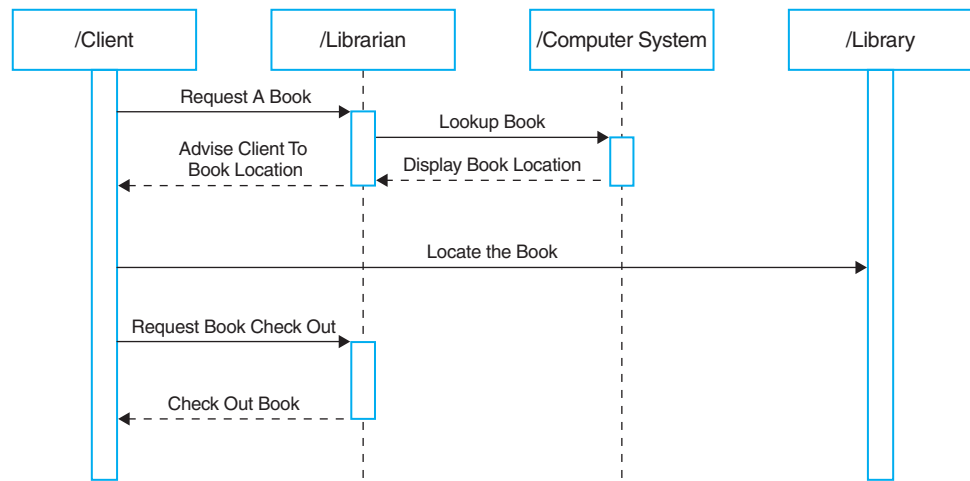 /Client
/Librarian
/Computer System
/Library
Request A Book
Lookup Book
Advise Client To
Book Location
Display Book Location
Locate the Book
Request Book Check Out
Check Out Book